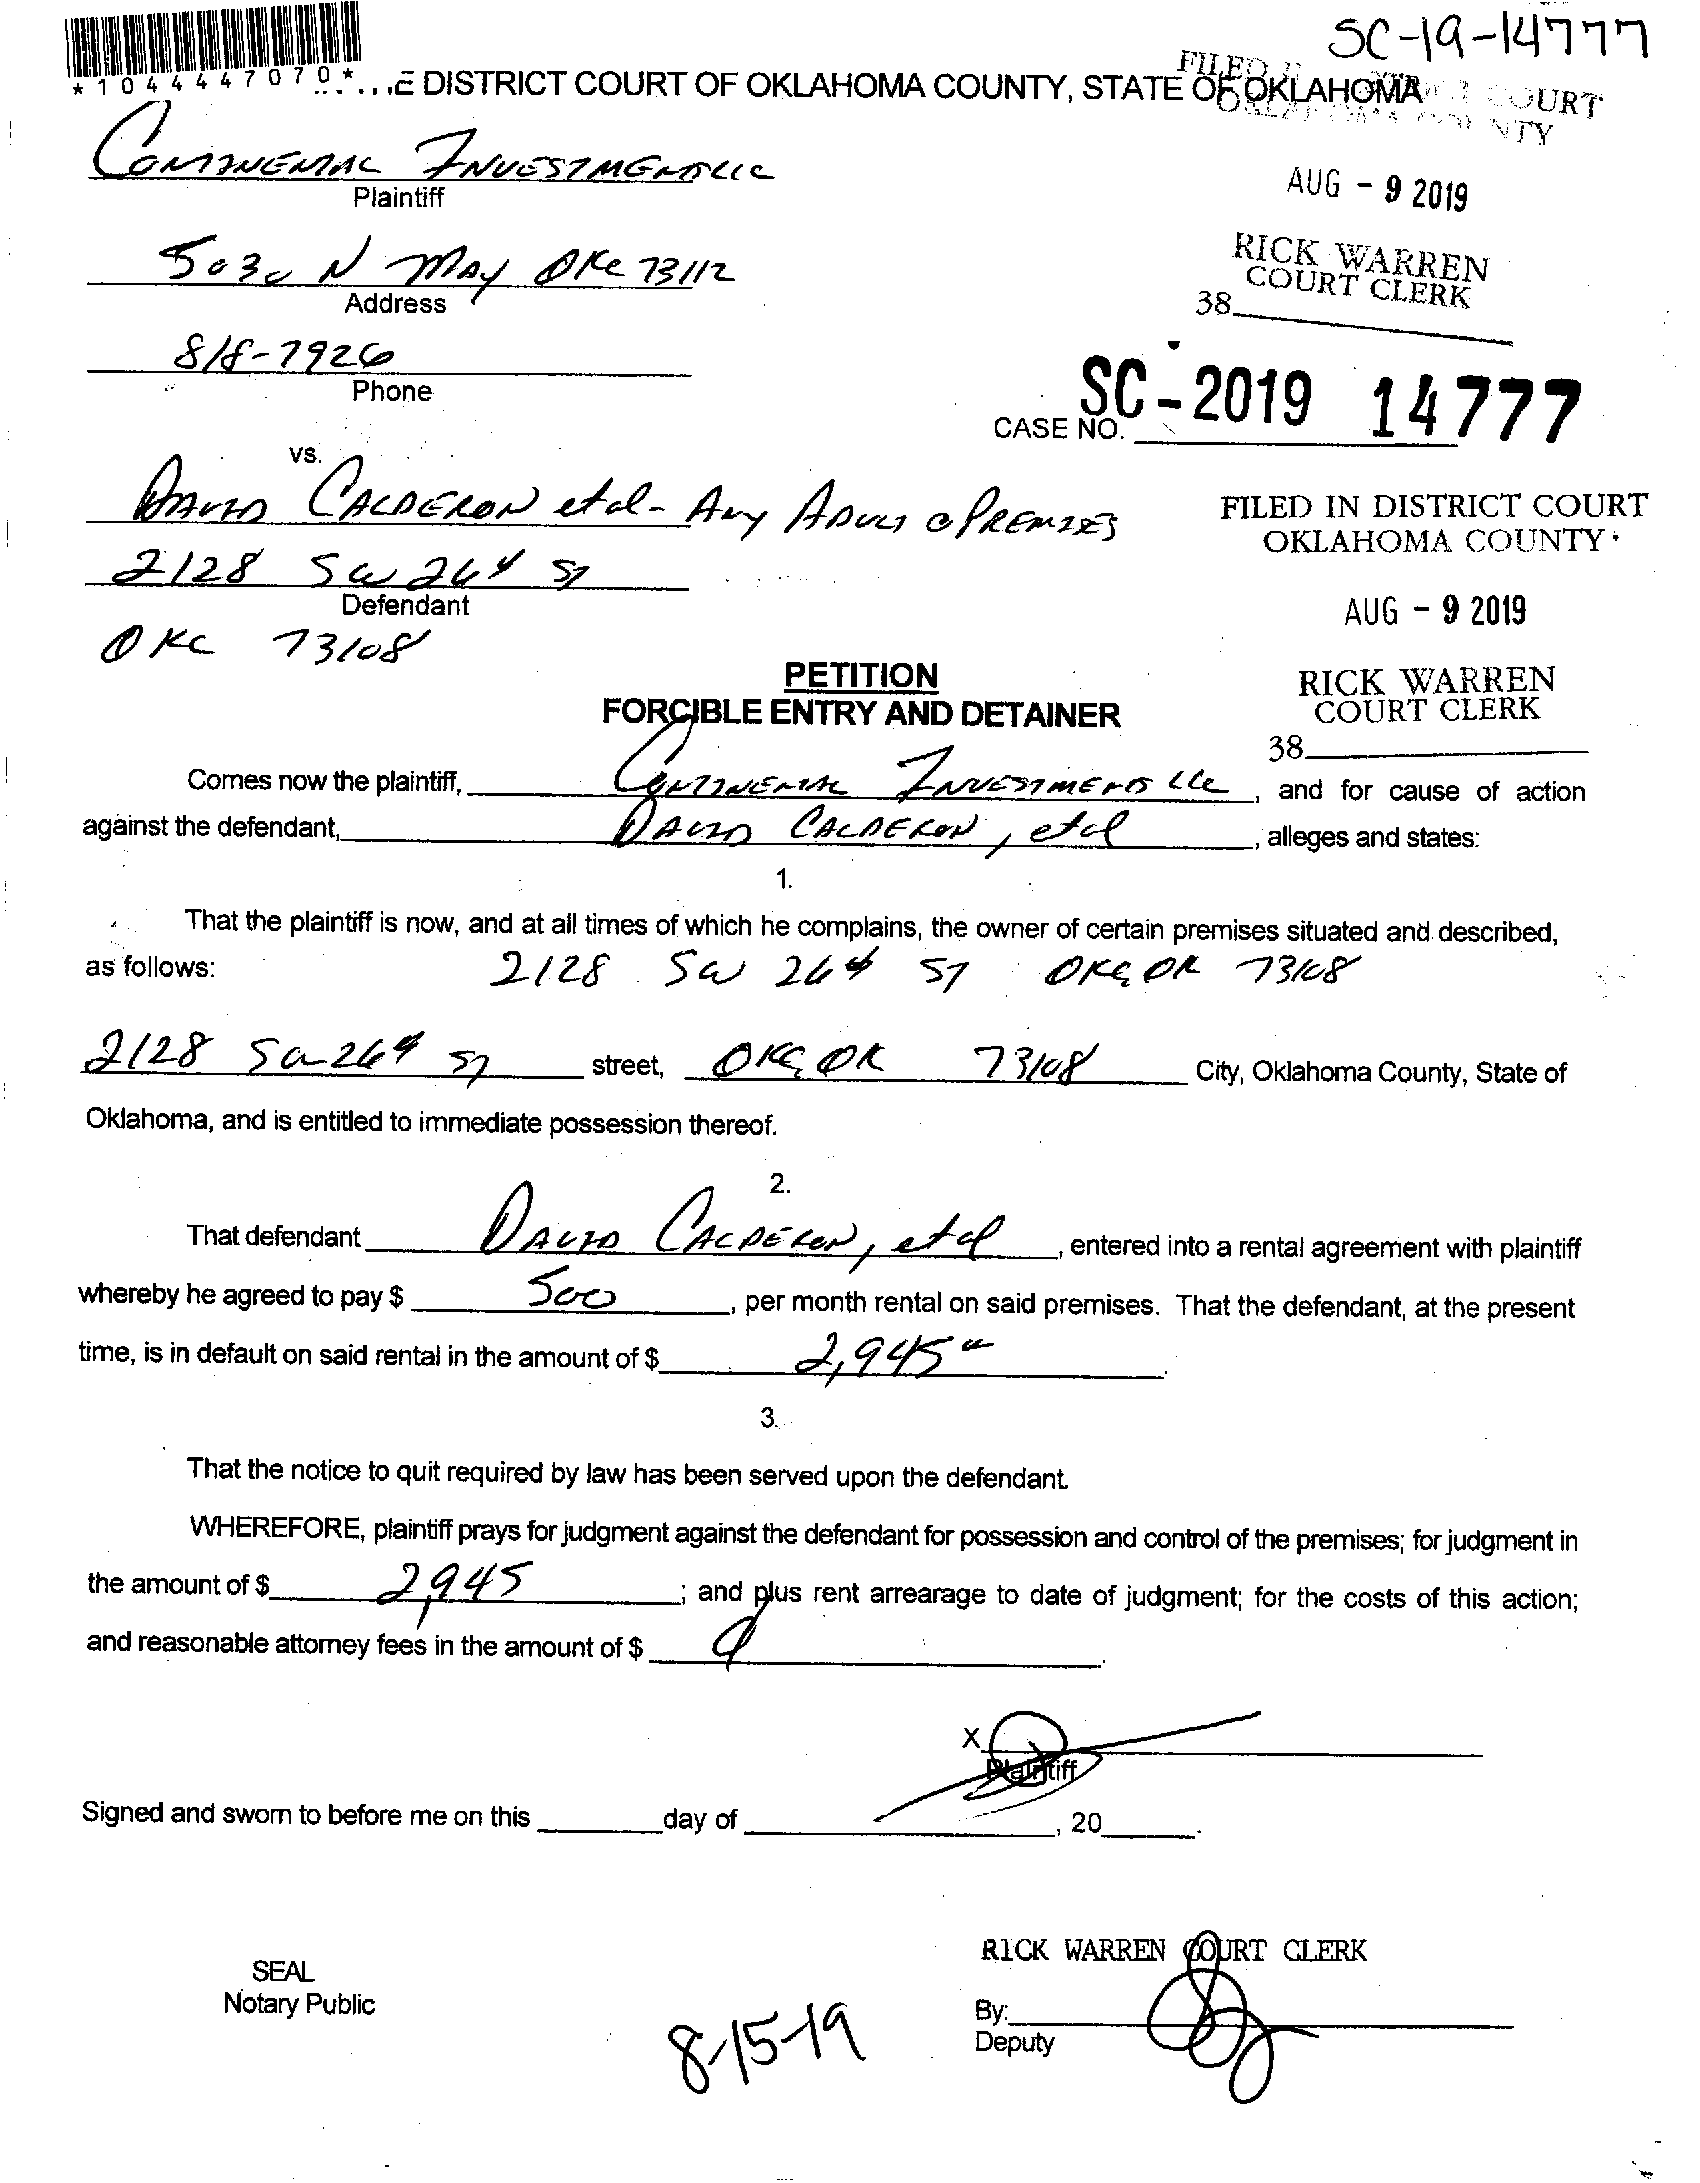 SC-19-14777
*1044447070*
E DISTRICT COURT OF OKLAHOMA COUNTY, STATE OF OKLAHOMA
FILED COURT
CONTINENTAL INVESTMENTS LLC
Plaintiff
AUG - 9 2019
5030 N MAY OKC 73112
Address
RICK WARREN
COURT CLERK
38
818-7926
Phone
CASE NO. SC-2019 14777
vs.
DAVID CALDERON et al - ANY ADULT @ PREMISES
FILED IN DISTRICT COURT
OKLAHOMA COUNTY
2128 SW 26th ST
Defendant
AUG - 9 2019
OKC 73108
PETITION
RICK WARREN
FORCIBLE ENTRY AND DETAINER
COURT CLERK
38
Comes now the plaintiff, CONTINENTAL INVESTMENTS LLC, and for cause of action
against the defendant, DAVID CALDERON, et al, alleges and states:
1.
That the plaintiff is now, and at all times of which he complains, the owner of certain premises situated and described,
as follows: 2128 SW 26th ST OKC, OK 73108
2128 SW 26th ST street, OKC, OK 73108 City, Oklahoma County, State of
Oklahoma, and is entitled to immediate possession thereof.
2.
That defendant DAVID CALDERON, et al, entered into a rental agreement with plaintiff
whereby he agreed to pay $ 500, per month rental on said premises. That the defendant, at the present
time, is in default on said rental in the amount of $ 2,945 00.
3.
That the notice to quit required by law has been served upon the defendant.
WHEREFORE, plaintiff prays for judgment against the defendant for possession and control of the premises; for judgment in
the amount of $ 2,945; and plus rent arrearage to date of judgment; for the costs of this action;
and reasonable attorney fees in the amount of $
X
Plaintiff
Signed and sworn to before me on this day of , 20 .
RICK WARREN COURT CLERK
SEAL
Notary Public
By:
Deputy
8-15-19